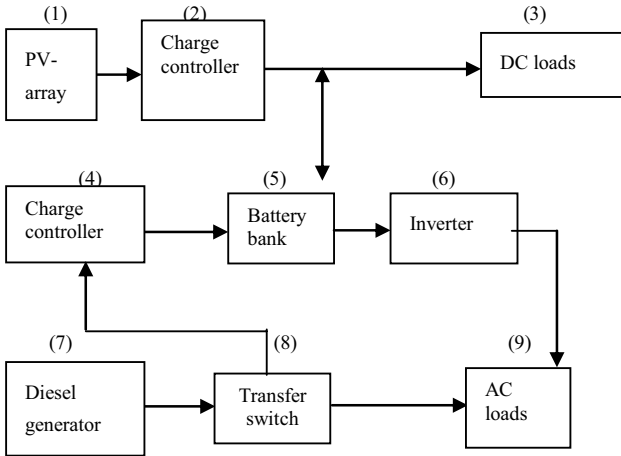 (1)
(2)
(3)
PV-
array
Charge
controller
DC loads
(4)
(5)
(6)
Charge
controller
Battery
bank
Inverter
(7)
(8)
(9)
Diesel
generator
Transfer
switch
AC
loads